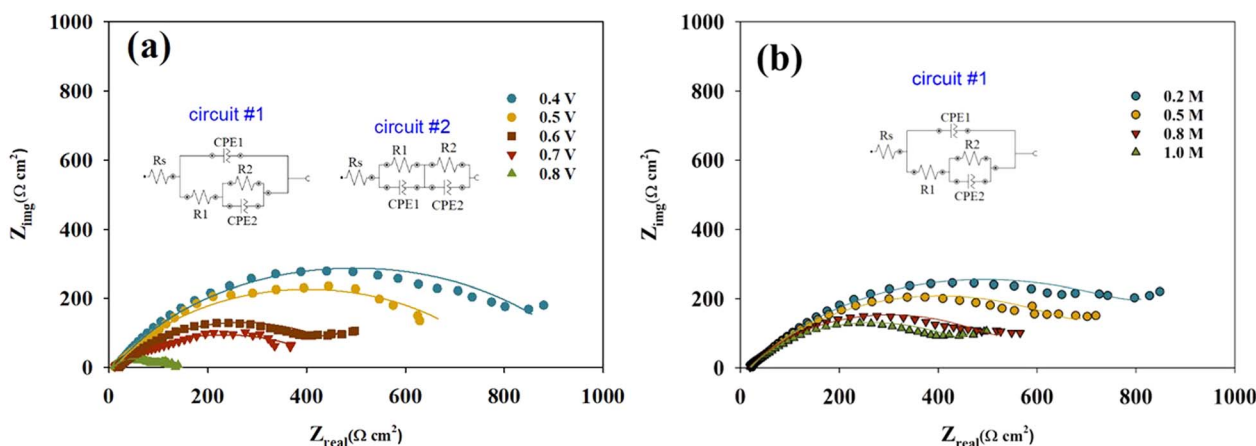 (a)
circuit #1
CPE1
Rs
R2
R1
CPE2
circuit #2
R1
R2
Rs
CPE1
CPE2
0.4 V
0.5 V
0.6 V
0.7 V
0.8 V
1000
800
600
400
200
0
Zimg(Ω cm²)
0
200
400
600
800
1000
Zreal(Ω cm²)
(b)
circuit #1
CPE1
Rs
R2
R1
CPE2
0.2 M
0.5 M
0.8 M
1.0 M
1000
800
600
400
200
0
Zimg(Ω cm²)
0
200
400
600
800
1000
Zreal(Ω cm²)